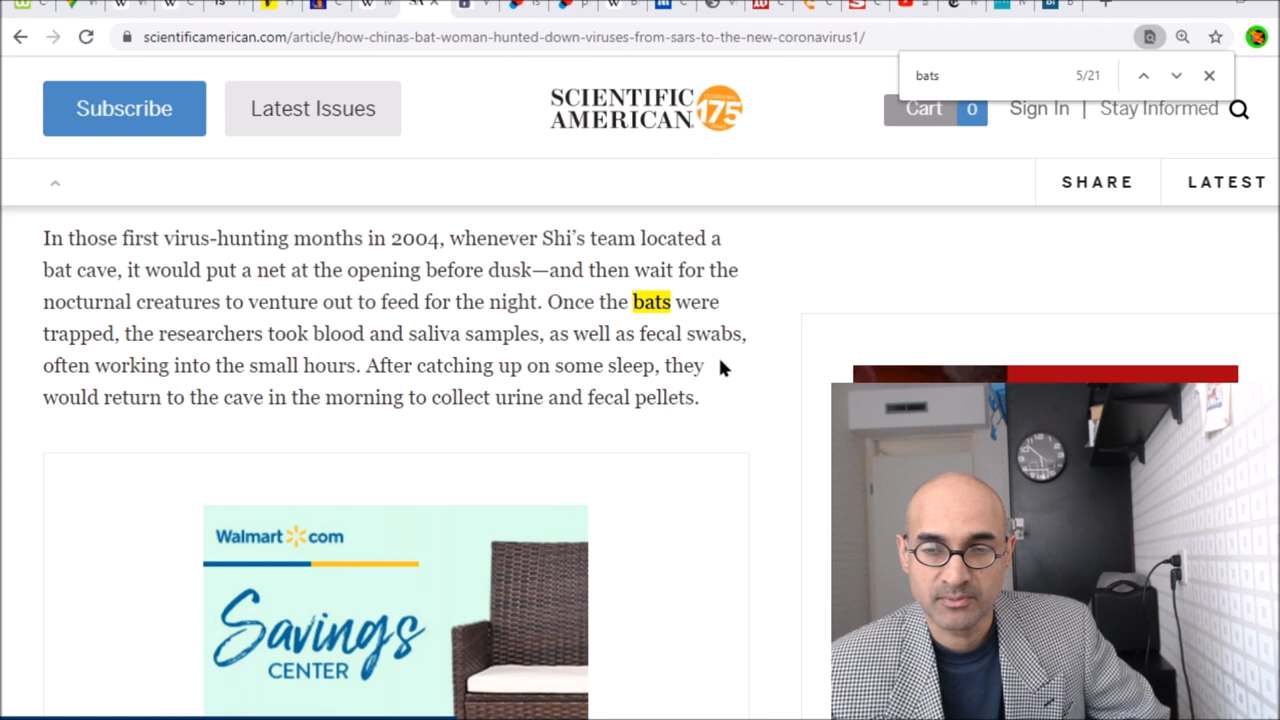 scientificamerican.com/article/how-chinas-bat-woman-hunted-down-viruses-from-sars-to-the-new-coronavirus1/
bats 5/21
Subscribe
Latest Issues
SCIENTIFIC
AMERICAN
175
Cart 0
Sign In | Stay Informed
SHARE
LATEST
In those first virus-hunting months in 2004, whenever Shi’s team located a
bat cave, it would put a net at the opening before dusk—and then wait for the
nocturnal creatures to venture out to feed for the night. Once the bats were
trapped, the researchers took blood and saliva samples, as well as fecal swabs,
often working into the small hours. After catching up on some sleep, they
would return to the cave in the morning to collect urine and fecal pellets.
Walmart com
Savings
CENTER